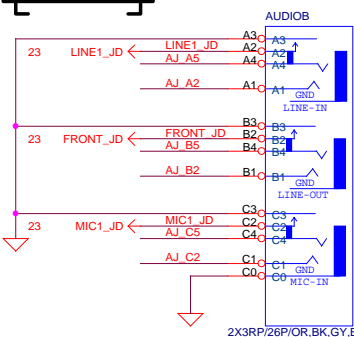 AUDIOB
A3 A3
23 LINE1_JD LINE1_JD A2 A2
AJ_A5 A4 A4
AJ_A2 A1 A1
GND
LINE-IN
B3 B3
23 FRONT_JD FRONT_JD B2 B2
AJ_B5 B4 B4
AJ_B2 B1 B1
GND
LINE-OUT
C3 C3
23 MIC1_JD MIC1_JD C2 C2
AJ_C5 C4 C4
AJ_C2 C1 C1
GND
C0 C0
MIC-IN
2X3RP/26P/OR,BK,GY,